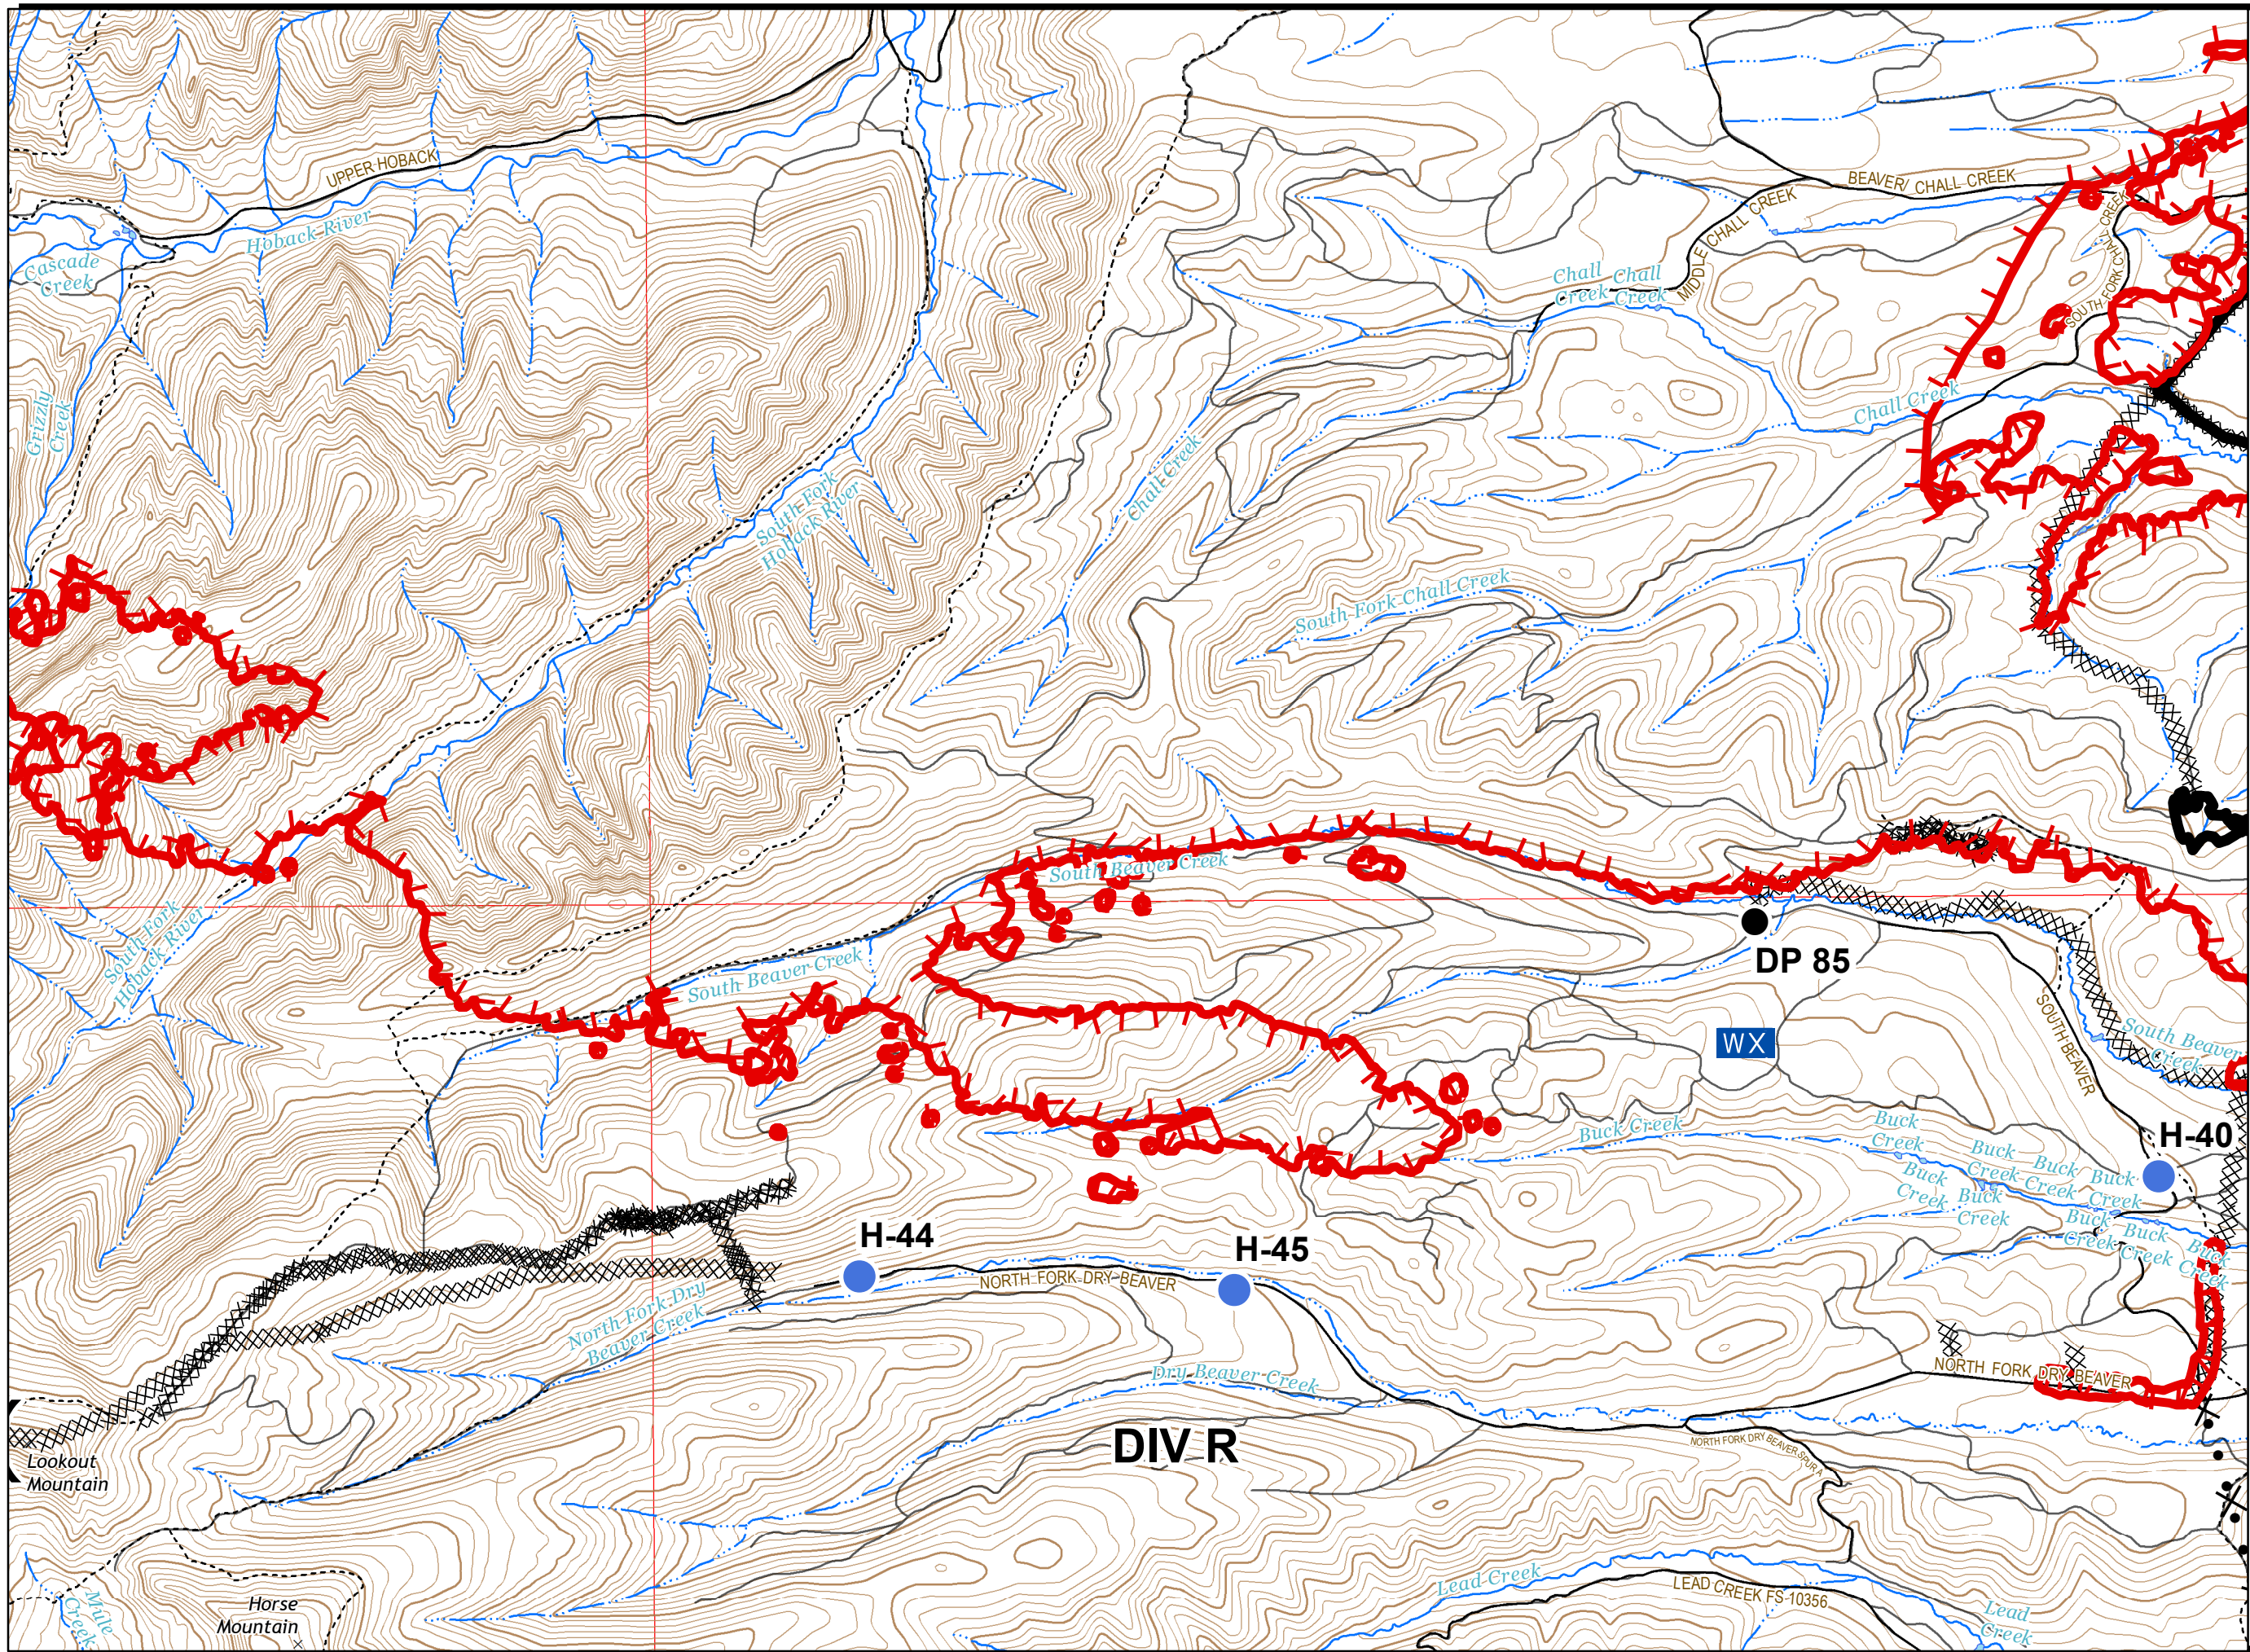 UPPER HOBACK
Hoback River
Cascade
Creek
BEAVER/ CHALL CREEK
MIDDLE CHALL CREEK
Chall
Creek
Chall
Creek
SOUTH FORK CHALL CREEK
Grizzly
Creek
Chall Creek
Chall Creek
South Fork
Hoback River
South Fork Chall Creek
South Beaver Creek
South Fork
Hoback River
South Beaver Creek
DP 85
WX
SOUTH BEAVER
South Beaver
Creek
Buck Creek
Buck
Creek
Buck
Creek
Buck
Creek
Buck
Creek
Buck
Creek
Buck
Creek
Buck
Creek
Buck
Creek
Buck
Creek
H-40
H-44
H-45
NORTH FORK DRY BEAVER
North Fork Dry
Beaver Creek
Dry Beaver Creek
NORTH FORK DRY BEAVER
DIV R
NORTH FORK DRY BEAVER SPUR A
Lookout
Mountain
Horse
Mountain
Mule
Creek
Lead Creek
LEAD CREEK FS 10356
Lead
Creek